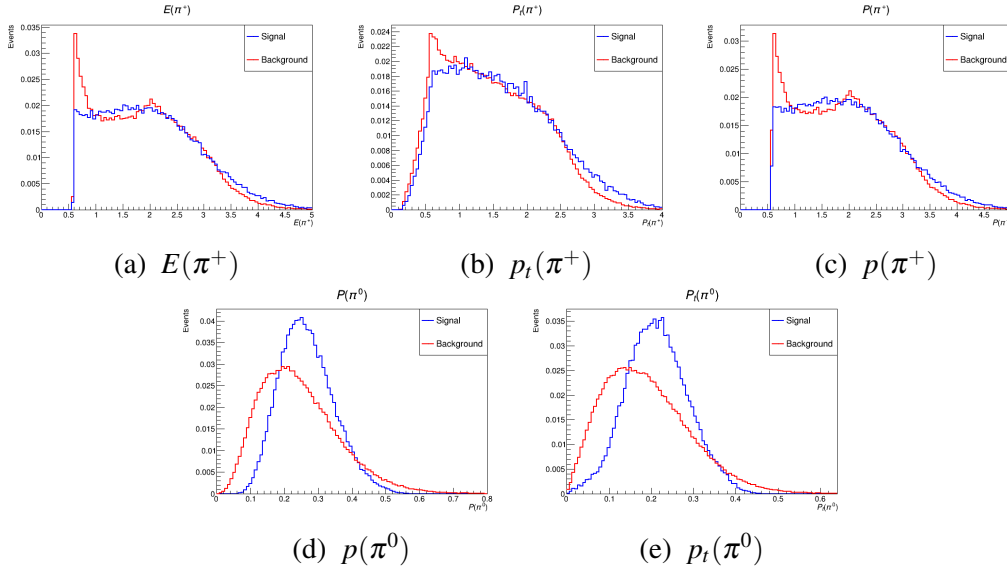 E(π⁺)
Events
0.035
0.03
0.025
0.02
0.015
0.01
0.005
0
0 0.5 1 1.5 2 2.5 3 3.5 4 4.5 5
E(π⁺)
Signal
Background
(a) E(π⁺)
Pₜ(π⁺)
Events
0.024
0.022
0.02
0.018
0.016
0.014
0.012
0.01
0.008
0.006
0.004
0.002
0
0 0.5 1 1.5 2 2.5 3 3.5 4
Pₜ(π⁺)
Signal
Background
(b) pₜ(π⁺)
P(π⁺)
Events
0.03
0.025
0.02
0.015
0.01
0.005
0
0 0.5 1 1.5 2 2.5 3 3.5 4 4.5
P(π⁺)
Signal
Background
(c) p(π⁺)
P(π⁰)
Events
0.04
0.035
0.03
0.025
0.02
0.015
0.01
0.005
0
0 0.1 0.2 0.3 0.4 0.5 0.6 0.7 0.8
P(π⁰)
Signal
Background
(d) p(π⁰)
Pₜ(π⁰)
Events
0.035
0.03
0.025
0.02
0.015
0.01
0.005
0
0 0.1 0.2 0.3 0.4 0.5 0.6
Pₜ(π⁰)
Signal
Background
(e) pₜ(π⁰)